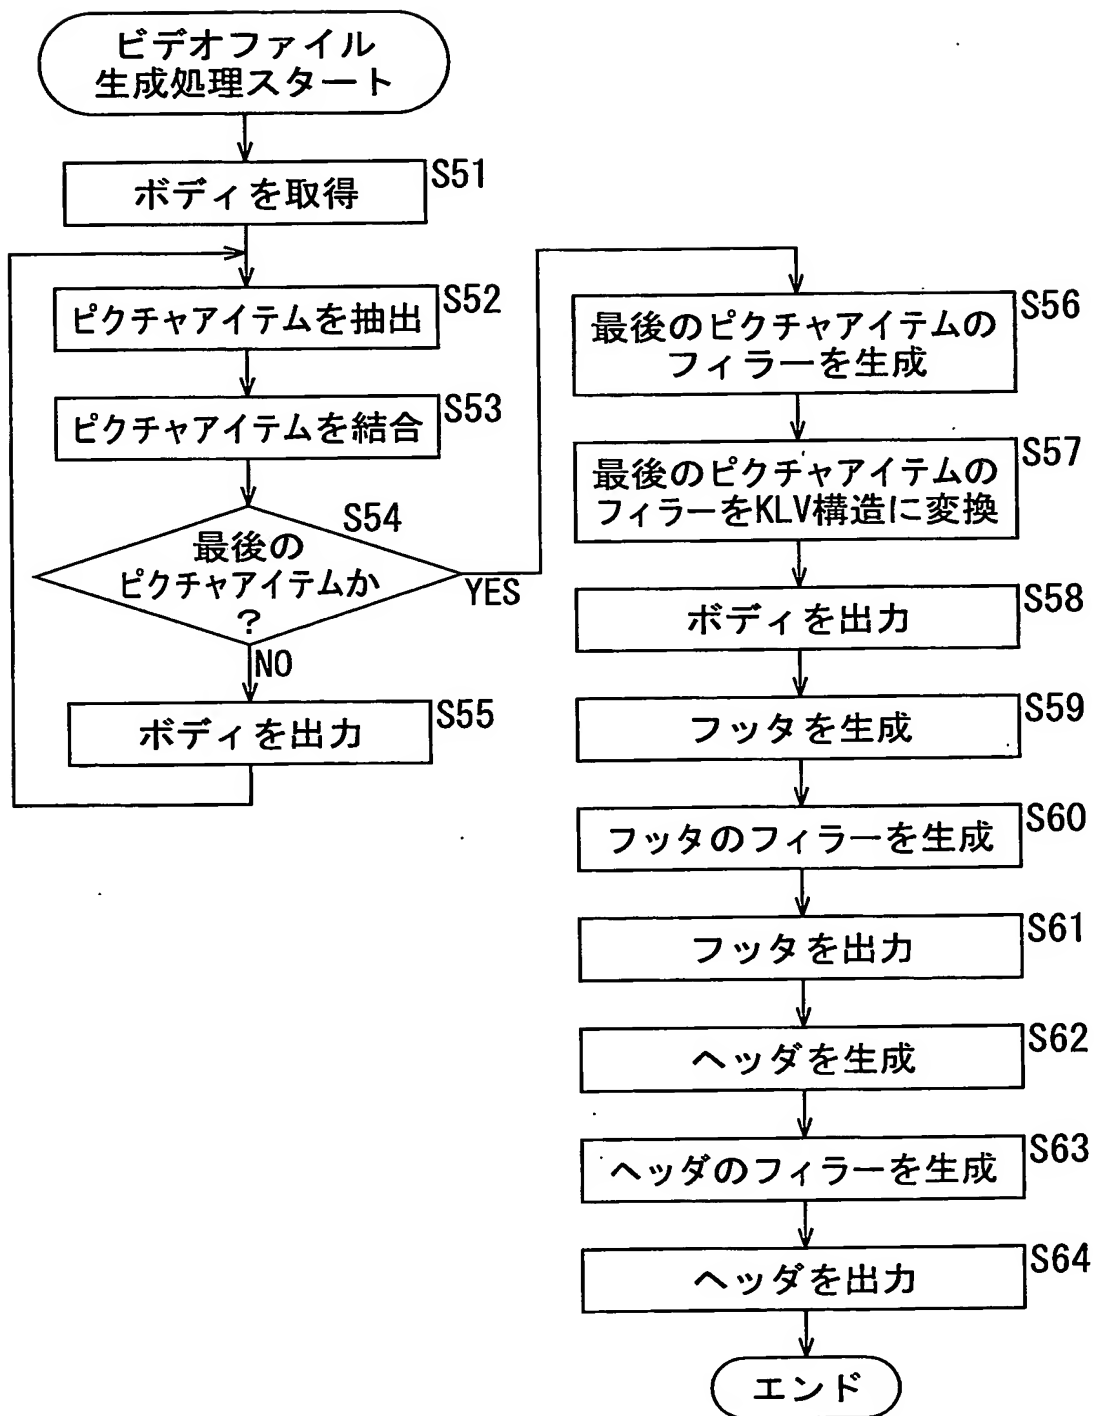 ビデオファイル
生成処理スタート
ボディを取得
S51
ピクチャアイテムを抽出
S52
ピクチャアイテムを結合
S53
S54
最後の
ピクチャアイテムか
?
YES
NO
ボディを出力
S55
最後のピクチャアイテムの
フィラーを生成
S56
最後のピクチャアイテムの
フィラーをKLV構造に変換
S57
ボディを出力
S58
フッタを生成
S59
フッタのフィラーを生成
S60
フッタを出力
S61
ヘッダを生成
S62
ヘッダのフィラーを生成
S63
ヘッダを出力
S64
エンド